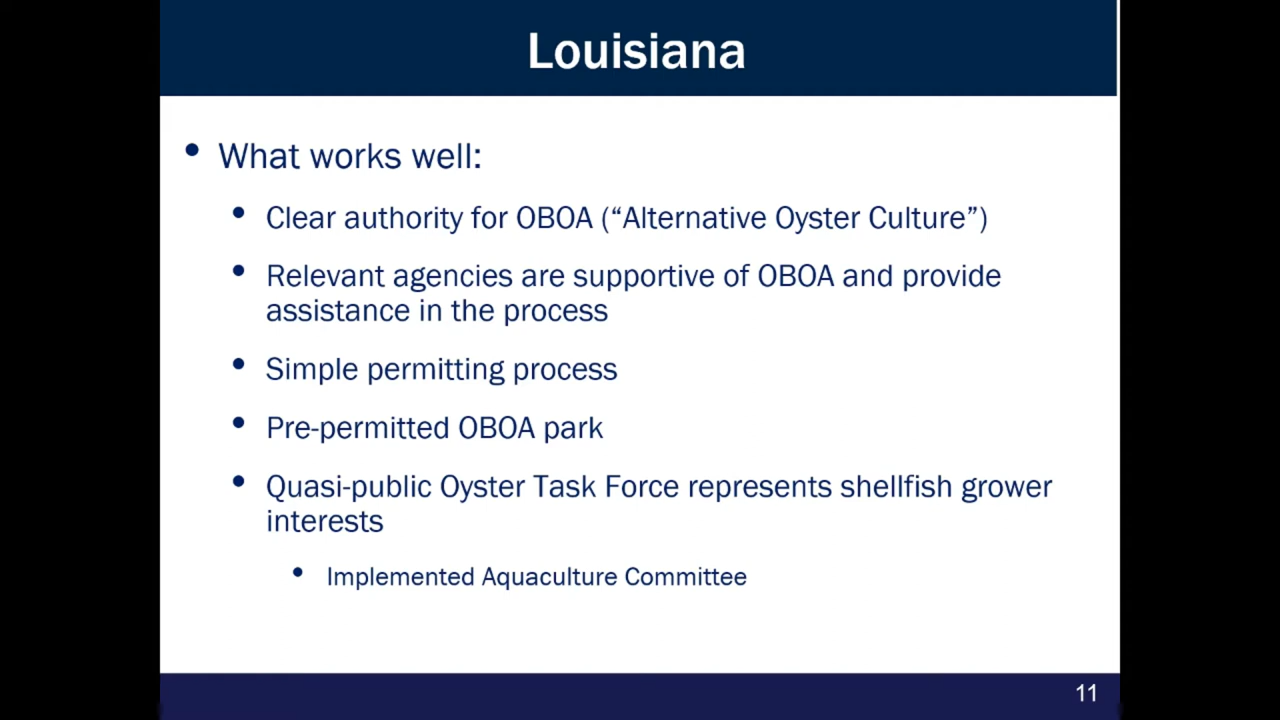 Louisiana
• What works well:
• Clear authority for OBOA (“Alternative Oyster Culture”)
• Relevant agencies are supportive of OBOA and provide
assistance in the process
• Simple permitting process
• Pre-permitted OBOA park
• Quasi-public Oyster Task Force represents shellfish grower
interests
• Implemented Aquaculture Committee
11